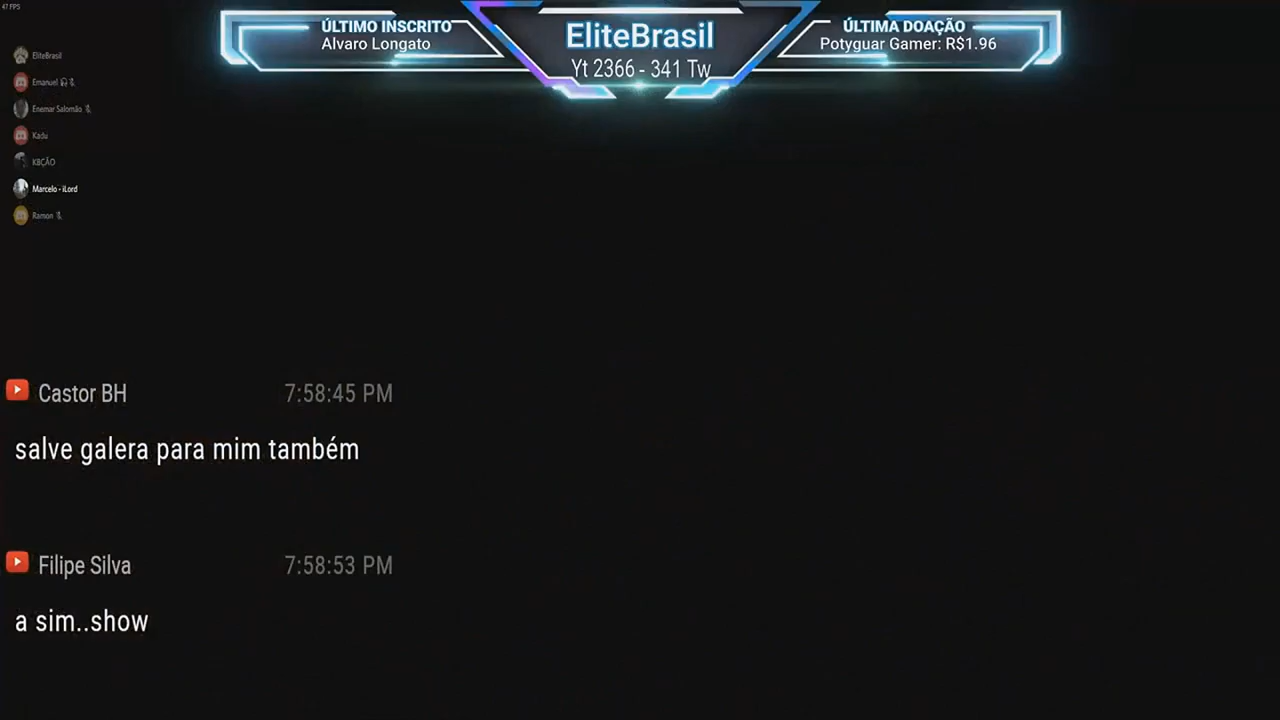 47 FPS
ÚLTIMO INSCRITO
Alvaro Longato
EliteBrasil
Yt 2366 - 341 Tw
ÚLTIMA DOAÇÃO
Potyguar Gamer: R$1.96
EliteBrasil
Emanuel
Enemar Salomão
Kadu
KBÇÃO
Marcelo - iLord
Ramon
Castor BH 7:58:45 PM
salve galera para mim também
Filipe Silva 7:58:53 PM
a sim..show